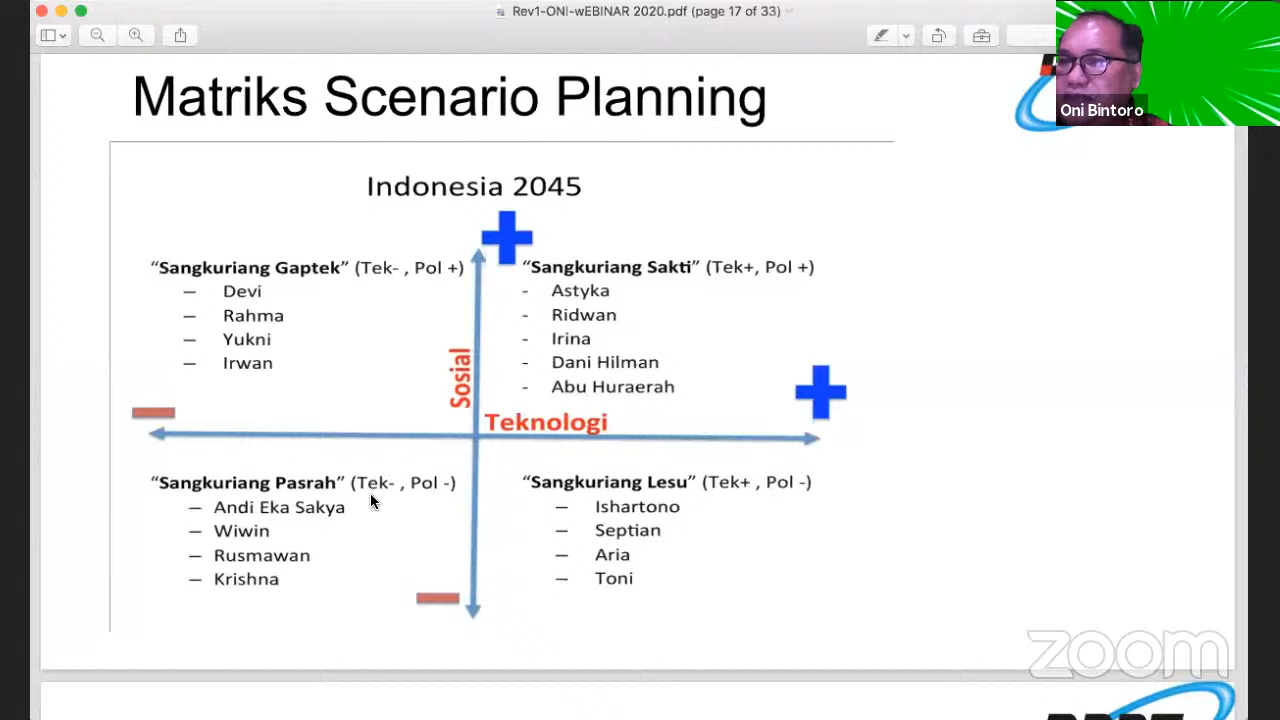 Rev1-ONI-wEBINAR 2020.pdf (page 17 of 33)
Oni Bintoro
Matriks Scenario Planning
Indonesia 2045
“Sangkuriang Gaptek” (Tek- , Pol +)
– Devi
– Rahma
– Yukni
– Irwan
“Sangkuriang Sakti” (Tek+, Pol +)
- Astyka
- Ridwan
- Irina
- Dani Hilman
- Abu Huraerah
Sosial
Teknologi
“Sangkuriang Pasrah” (Tek- , Pol -)
– Andi Eka Sakya
– Wiwin
– Rusmawan
– Krishna
“Sangkuriang Lesu” (Tek+ , Pol -)
– Ishartono
– Septian
– Aria
– Toni
zoom